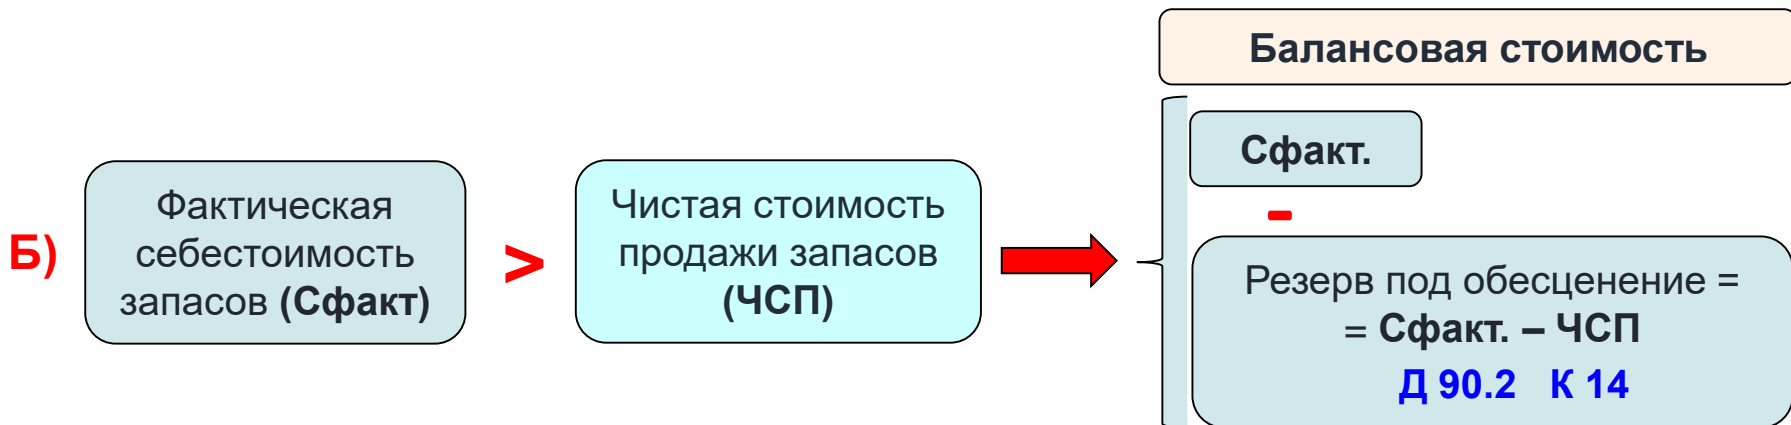 Балансовая стоимость
Б)
Фактическая
себестоимость
запасов (Сфакт)
>
Чистая стоимость
продажи запасов
(ЧСП)
Сфакт.
-
Резерв под обесценение =
= Сфакт. – ЧСП
Д 90.2 К 14